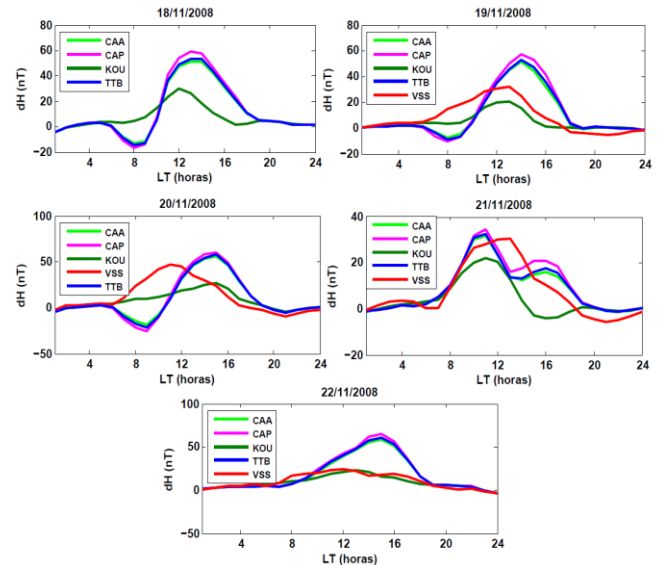 18/11/2008
80
60
40
20
0
−20
dH (nT)
CAA
CAP
KOU
TTB
4 8 12 16 20 24
LT (horas)
19/11/2008
80
60
40
20
0
−20
dH (nT)
CAA
CAP
KOU
TTB
VSS
4 8 12 16 20 24
LT (horas)
20/11/2008
100
50
0
−50
dH (nT)
CAA
CAP
KOU
VSS
TTB
4 8 12 16 20 24
LT (horas)
21/11/2008
40
20
0
20
dH (nT)
CAA
CAP
KOU
TTB
VSS
4 8 12 16 20 24
LT (horas)
22/11/2008
100
50
0
−50
dH (nT)
CAA
CAP
KOU
TTB
VSS
4 8 12 16 20 24
LT (horas)